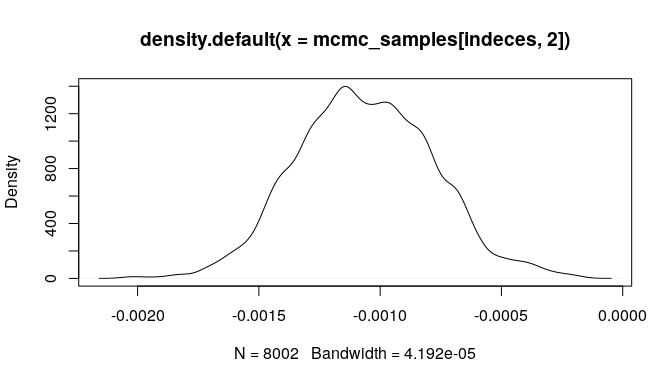 density.default(x = mcmc_samples[indeces, 2])
Density
1200
800
400
0
-0.0020 -0.0015 -0.0010 -0.0005 0.0000
N = 8002 Bandwidth = 4.192e-05